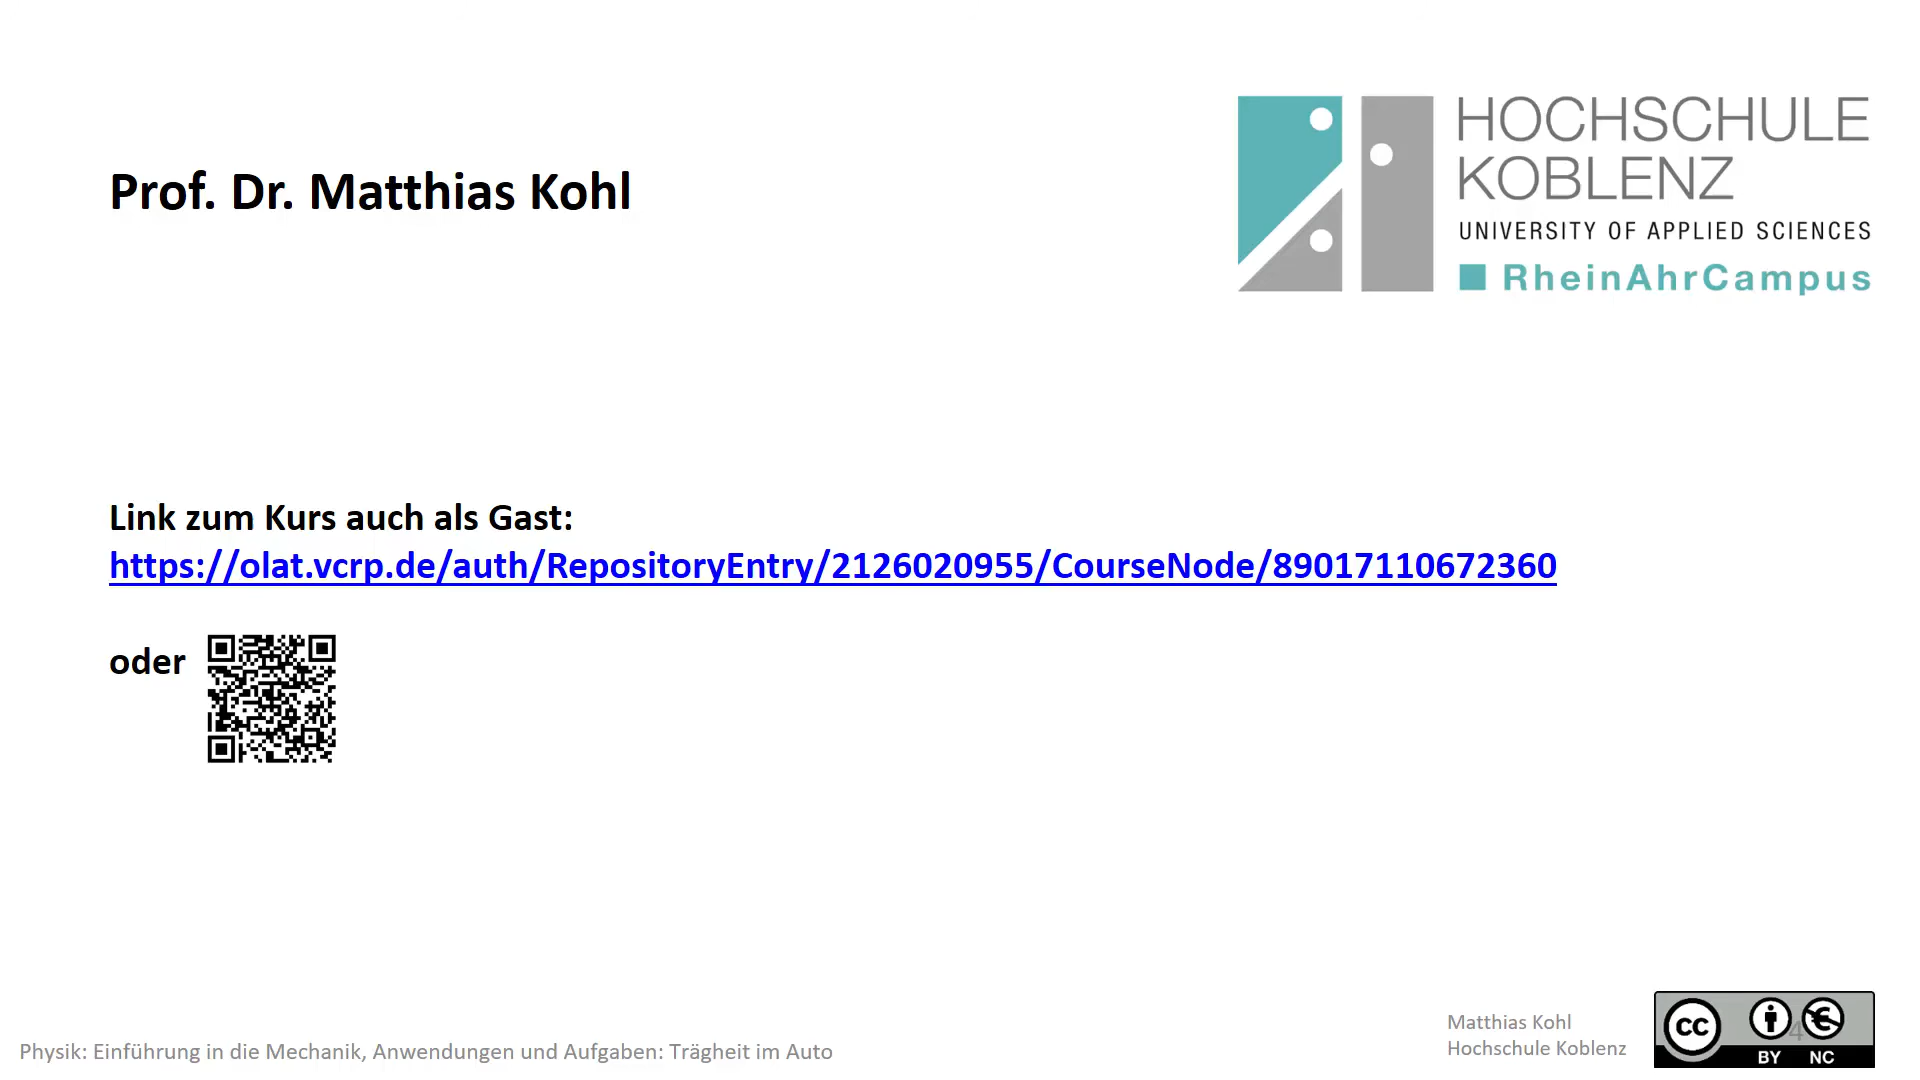 Prof. Dr. Matthias Kohl
HOCHSCHULE
KOBLENZ
UNIVERSITY OF APPLIED SCIENCES
RheinAhrCampus
Link zum Kurs auch als Gast:
https://olat.vcrp.de/auth/RepositoryEntry/2126020955/CourseNode/89017110672360
oder
Physik: Einführung in die Mechanik, Anwendungen und Aufgaben: Trägheit im Auto
Matthias Kohl
Hochschule Koblenz
cc 4 €
BY NC